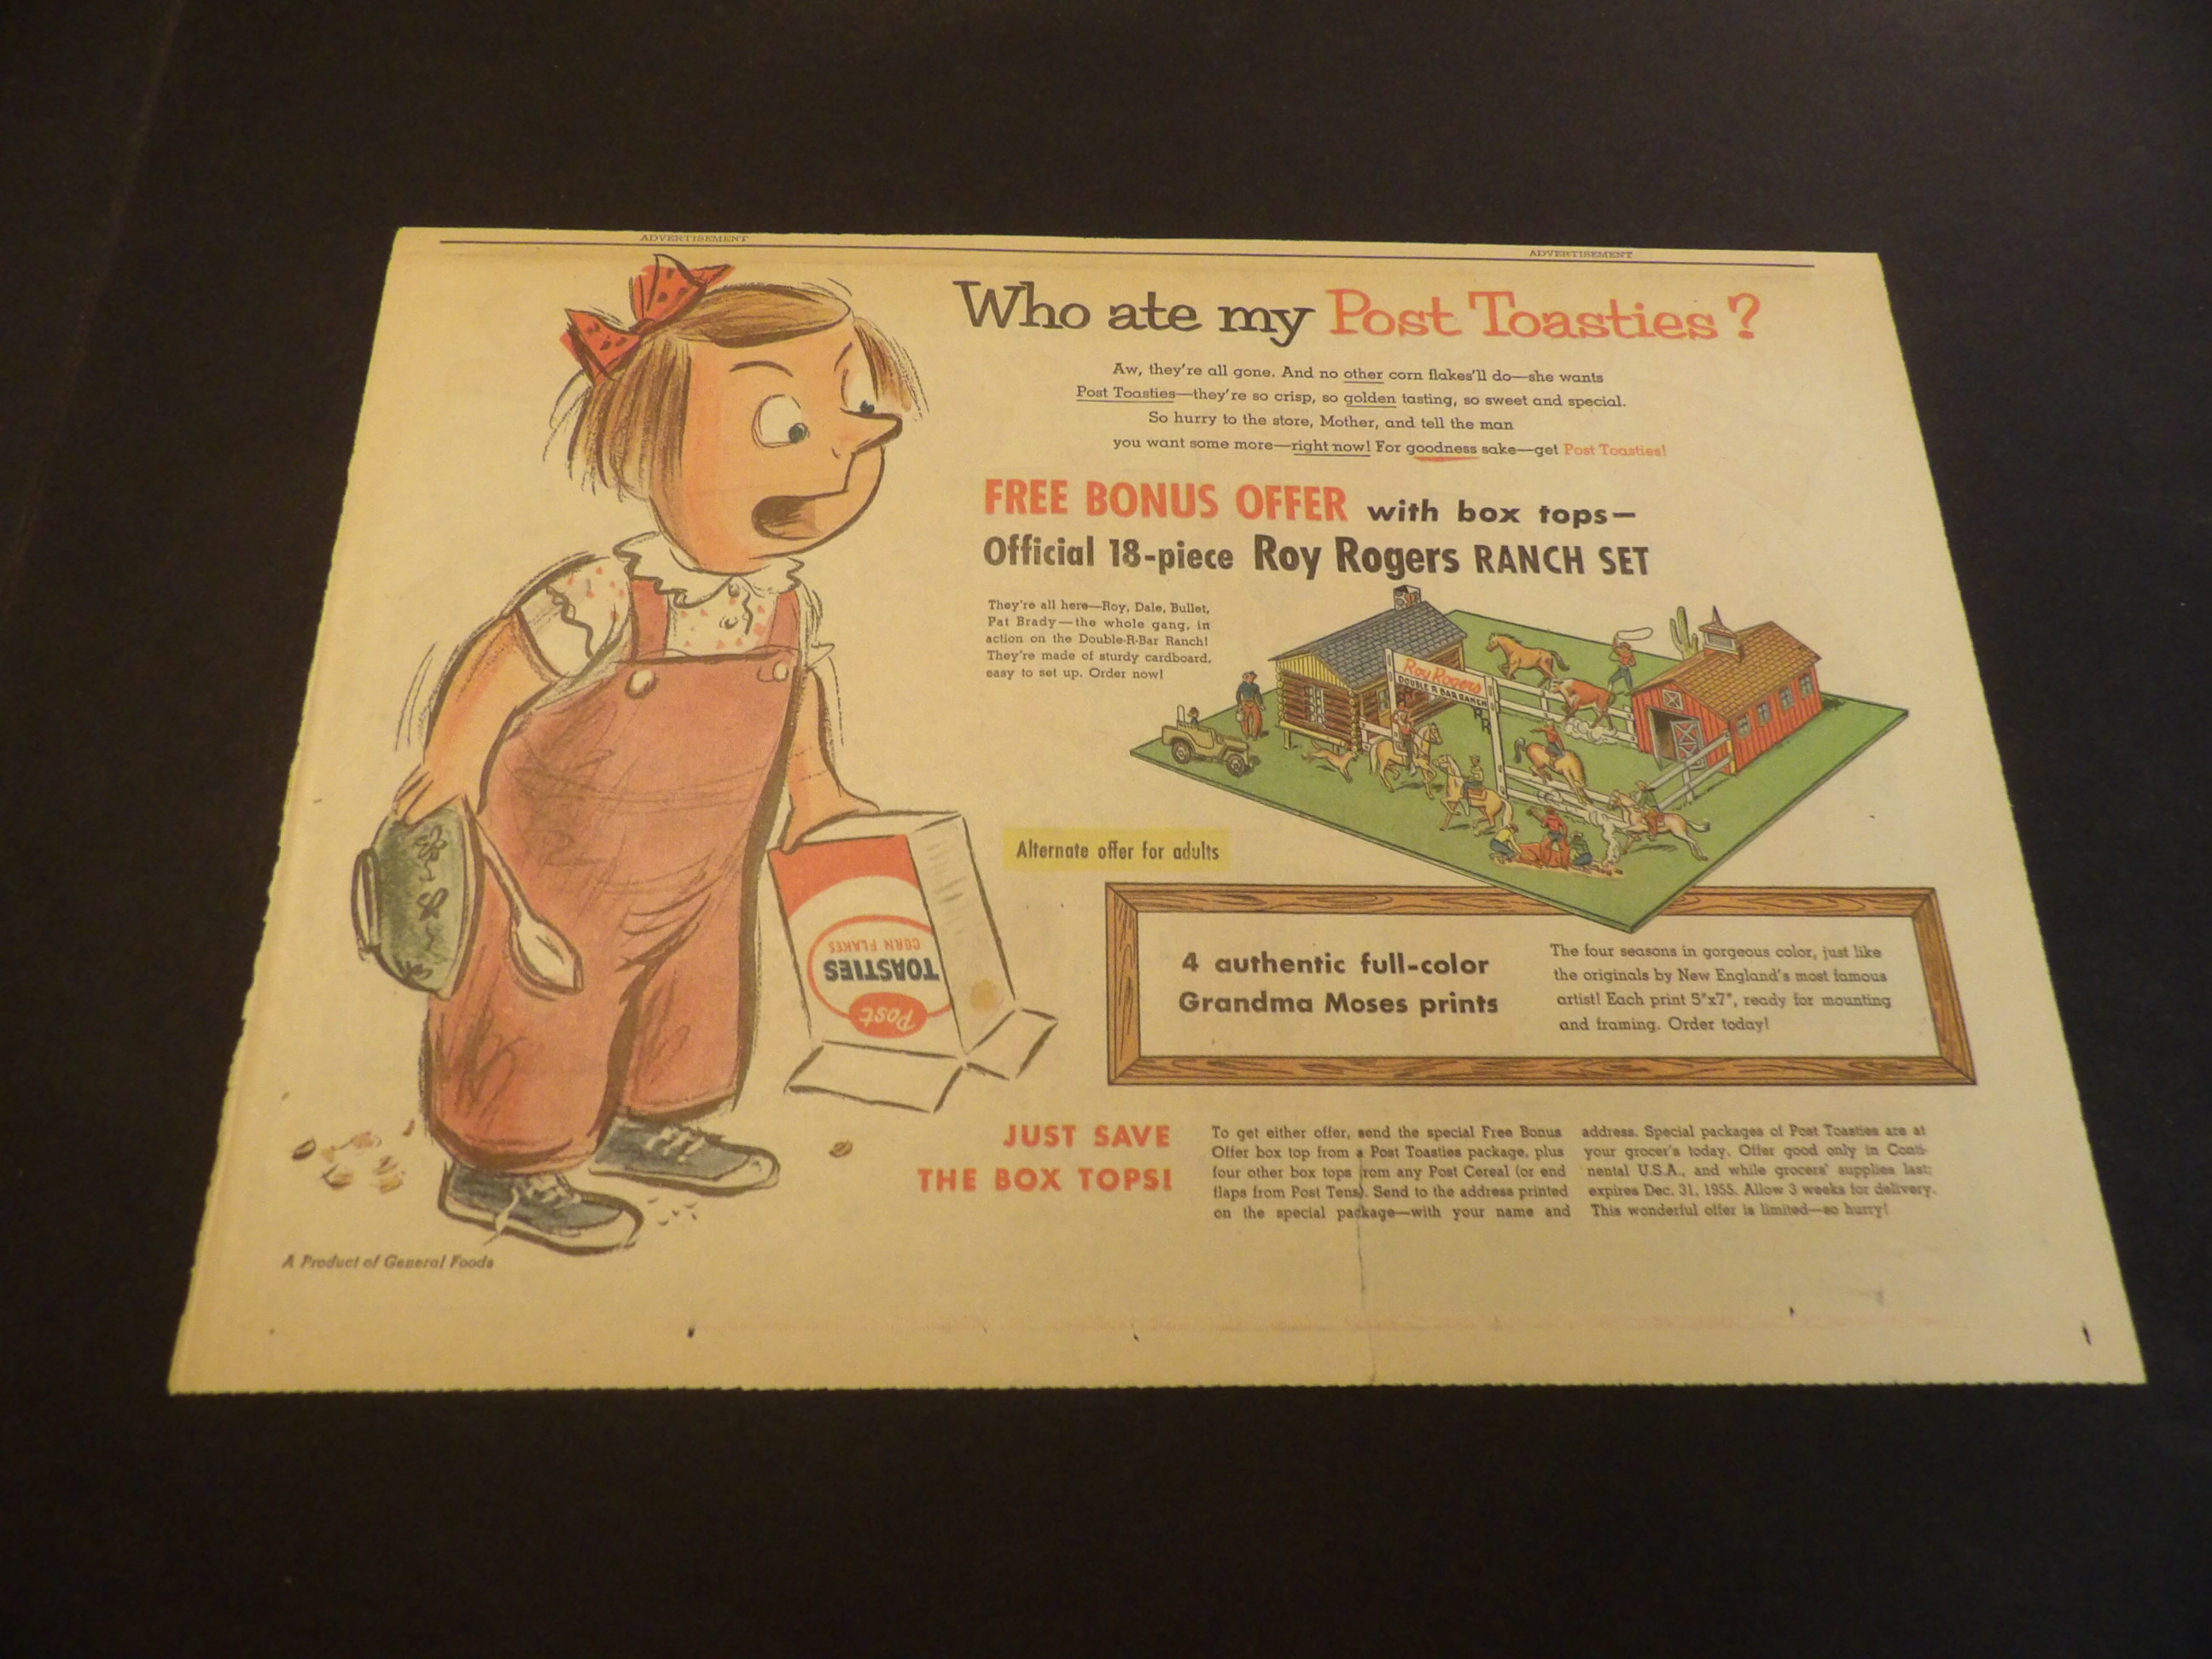 ADVERTISEMENT
ADVERTISEMENT
Who ate my Post Toasties?
Aw, they're all gone. And no other corn flakes'll do—she wants
Post Toasties—they're so crisp, so golden tasting, so sweet and special.
So hurry to the store, Mother, and tell the man
you want some more—right now! For goodness sake—get Post Toasties!
FREE BONUS OFFER with box tops—
Official 18-piece Roy Rogers RANCH SET
They're all here—Roy, Dale, Bullet,
Pat Brady—the whole gang, in
action on the Double-R-Bar Ranch!
They're made of sturdy cardboard,
easy to set up. Order now!
Roy Rogers
DOUBLE R BAR RANCH
RR
Post
TOASTIES
CORN FLAKES
Alternate offer for adults
4 authentic full-color
Grandma Moses prints
The four seasons in gorgeous color, just like
the originals by New England's most famous
artist! Each print 5"x7", ready for mounting
and framing. Order today!
JUST SAVE
THE BOX TOPS!
To get either offer, send the special Free Bonus
Offer box top from a Post Toasties package, plus
four other box tops from any Post Cereal (or end
flaps from Post Tens). Send to the address printed
on the special package—with your name and
address. Special packages of Post Toasties are at
your grocer's today. Offer good only in Conti-
nental U.S.A., and while grocers' supplies last;
expires Dec. 31, 1955. Allow 3 weeks for delivery.
This wonderful offer is limited—so hurry!
A Product of General Foods